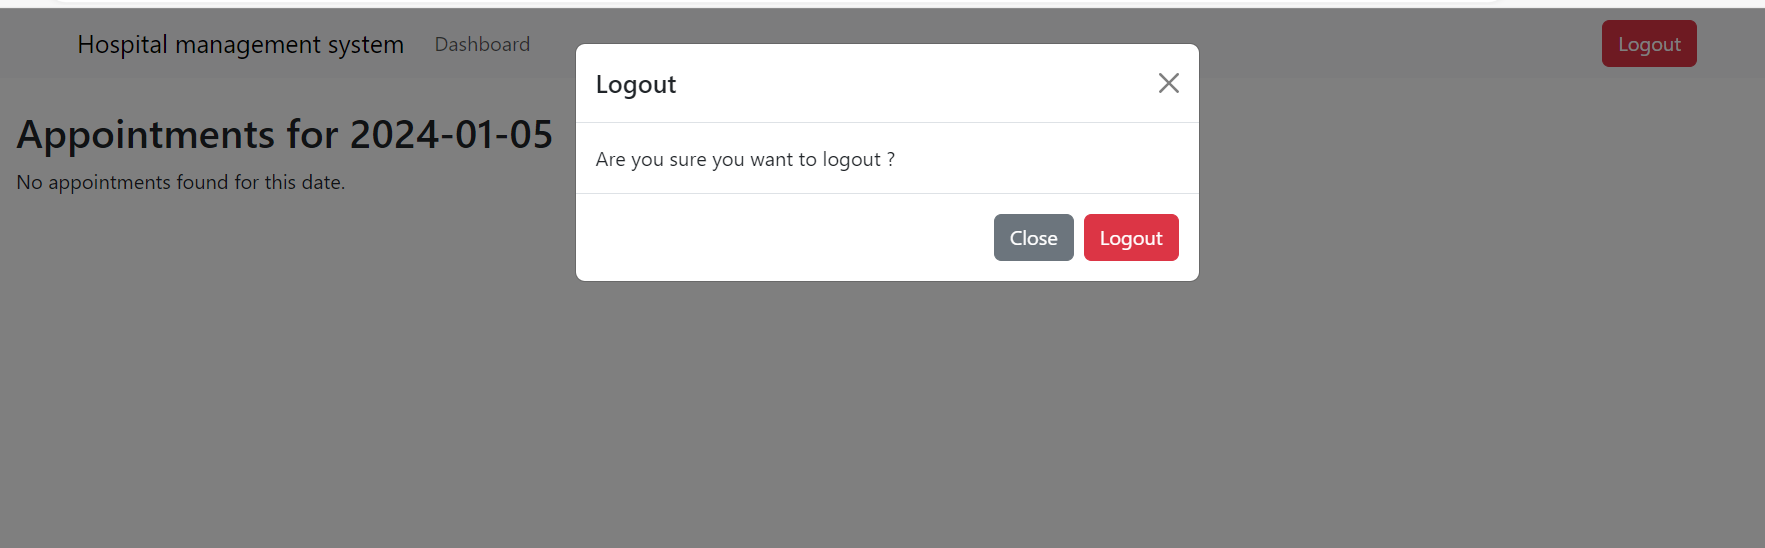 Hospital management system Dashboard Logout
Logout
Appointments for 2024-01-05
Are you sure you want to logout ?
No appointments found for this date.
Close Logout